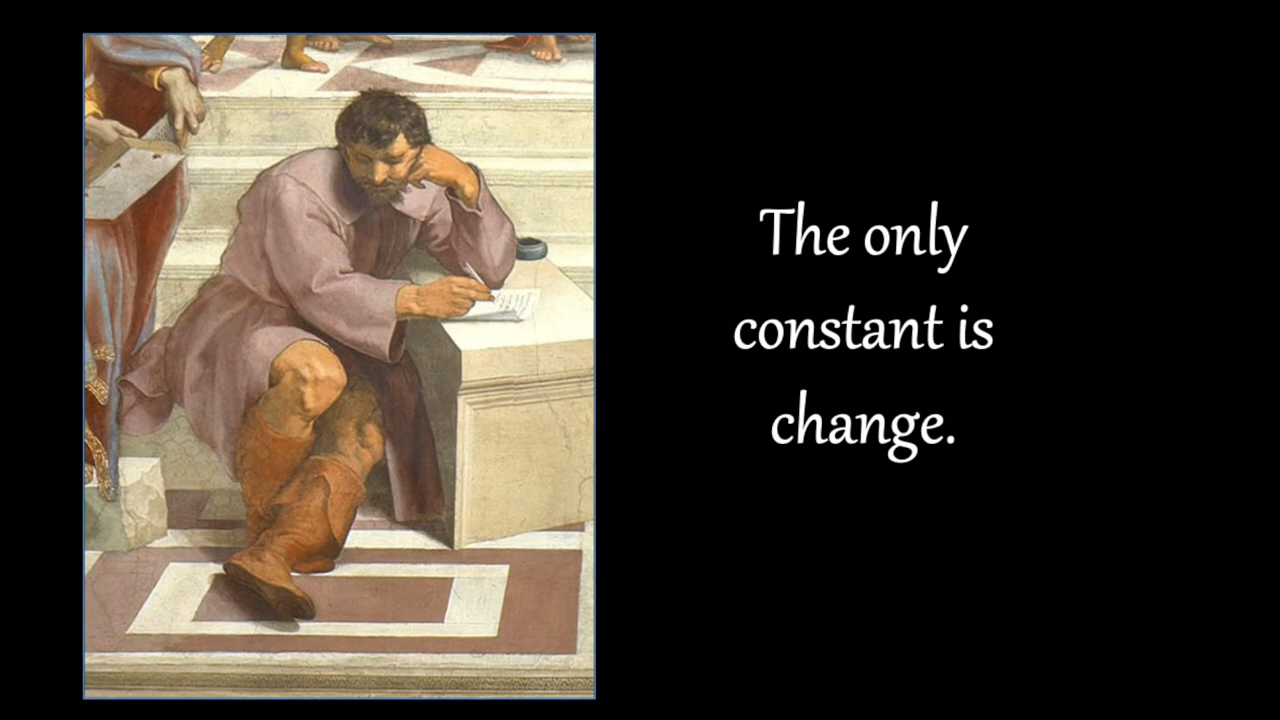 The only
constant is
change.